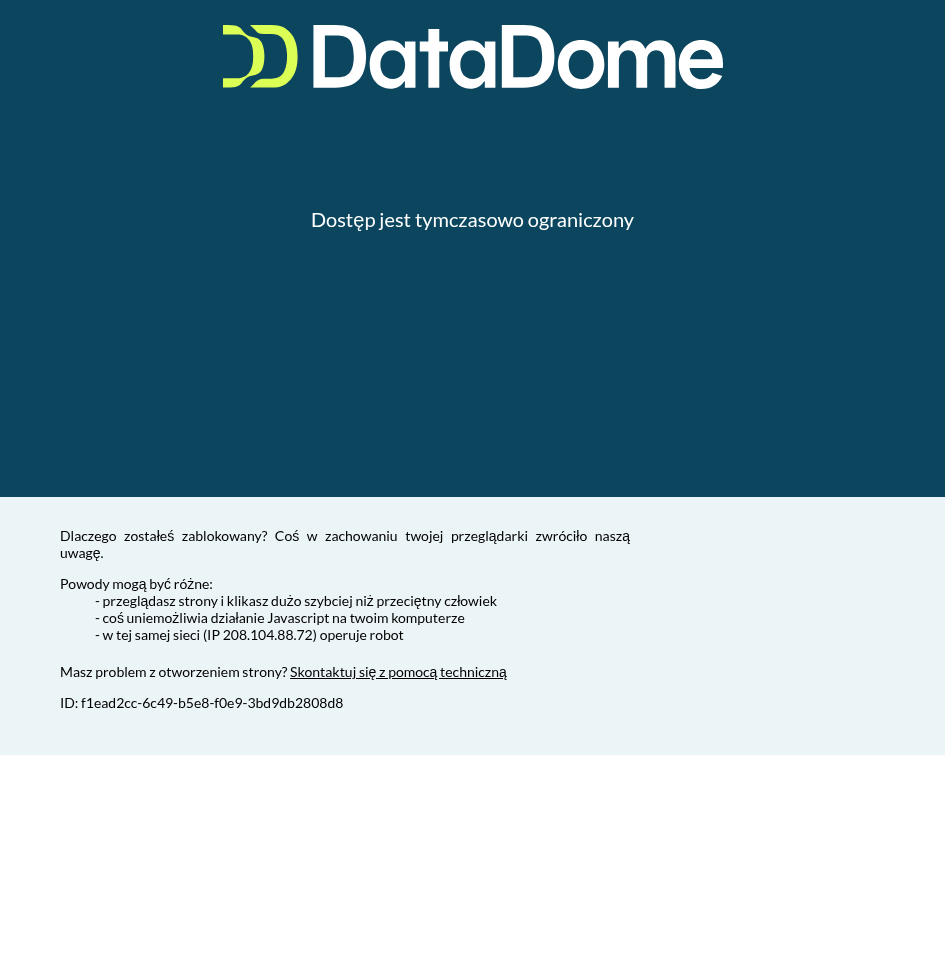 DataDome
Dostęp jest tymczasowo ograniczony
Dlaczego zostałeś zablokowany? Coś w zachowaniu twojej przeglądarki zwróciło naszą
uwagę.
Powody mogą być różne:
- przeglądasz strony i klikasz dużo szybciej niż przeciętny człowiek
- coś uniemożliwia działanie Javascript na twoim komputerze
- w tej samej sieci (IP 208.104.88.72) operuje robot
Masz problem z otworzeniem strony? Skontaktuj się z pomocą techniczną
ID: f1ead2cc-6c49-b5e8-f0e9-3bd9db2808d8